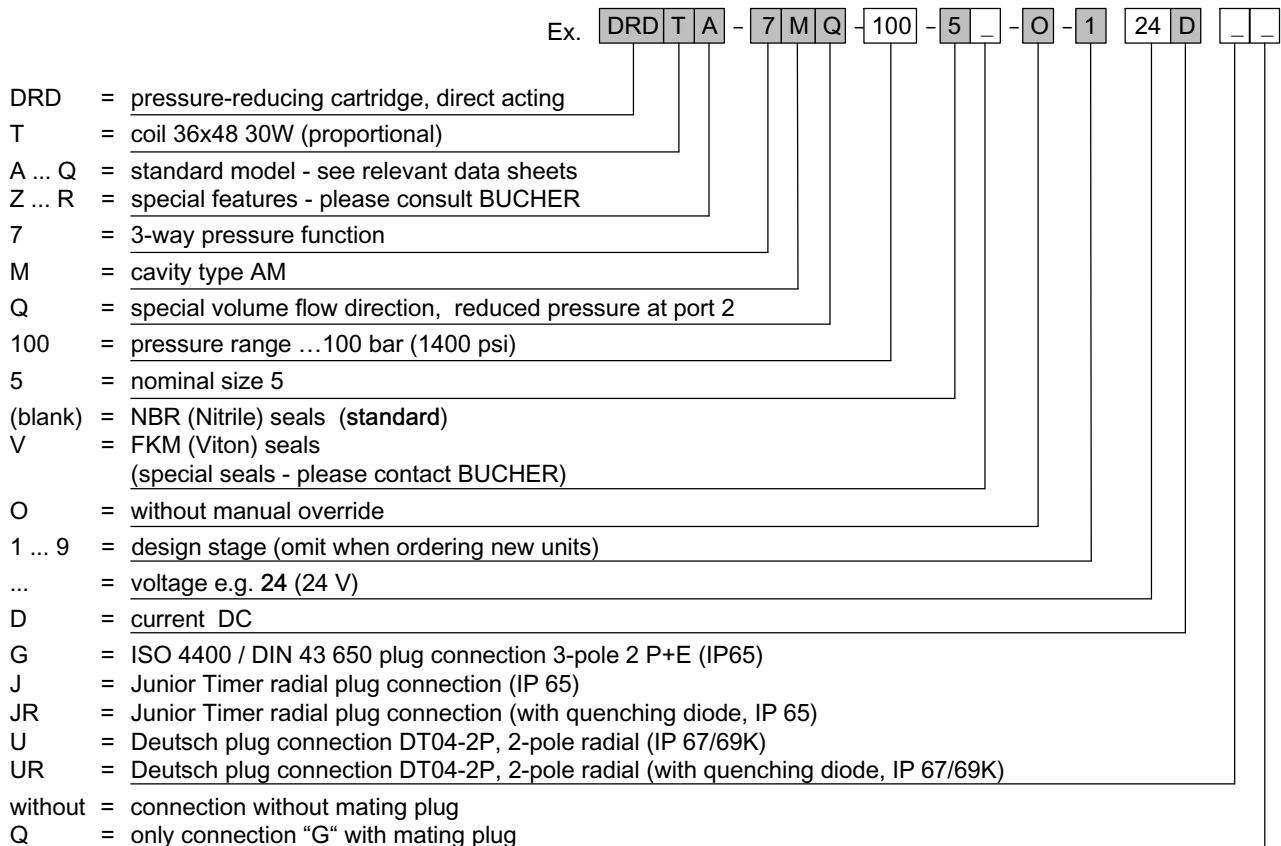 Ex. DRD T A - 7 M Q - 100 - 5 _ - O - 1 24 D _ _
DRD = pressure-reducing cartridge, direct acting
T = coil 36x48 30W (proportional)
A ... Q = standard model - see relevant data sheets
Z ... R = special features - please consult BUCHER
7 = 3-way pressure function
M = cavity type AM
Q = special volume flow direction, reduced pressure at port 2
100 = pressure range …100 bar (1400 psi)
5 = nominal size 5
(blank) = NBR (Nitrile) seals (standard)
V = FKM (Viton) seals
(special seals - please contact BUCHER)
O = without manual override
1 ... 9 = design stage (omit when ordering new units)
... = voltage e.g. 24 (24 V)
D = current DC
G = ISO 4400 / DIN 43 650 plug connection 3-pole 2 P+E (IP65)
J = Junior Timer radial plug connection (IP 65)
JR = Junior Timer radial plug connection (with quenching diode, IP 65)
U = Deutsch plug connection DT04-2P, 2-pole radial (IP 67/69K)
UR = Deutsch plug connection DT04-2P, 2-pole radial (with quenching diode, IP 67/69K)
without = connection without mating plug
Q = only connection “G“ with mating plug